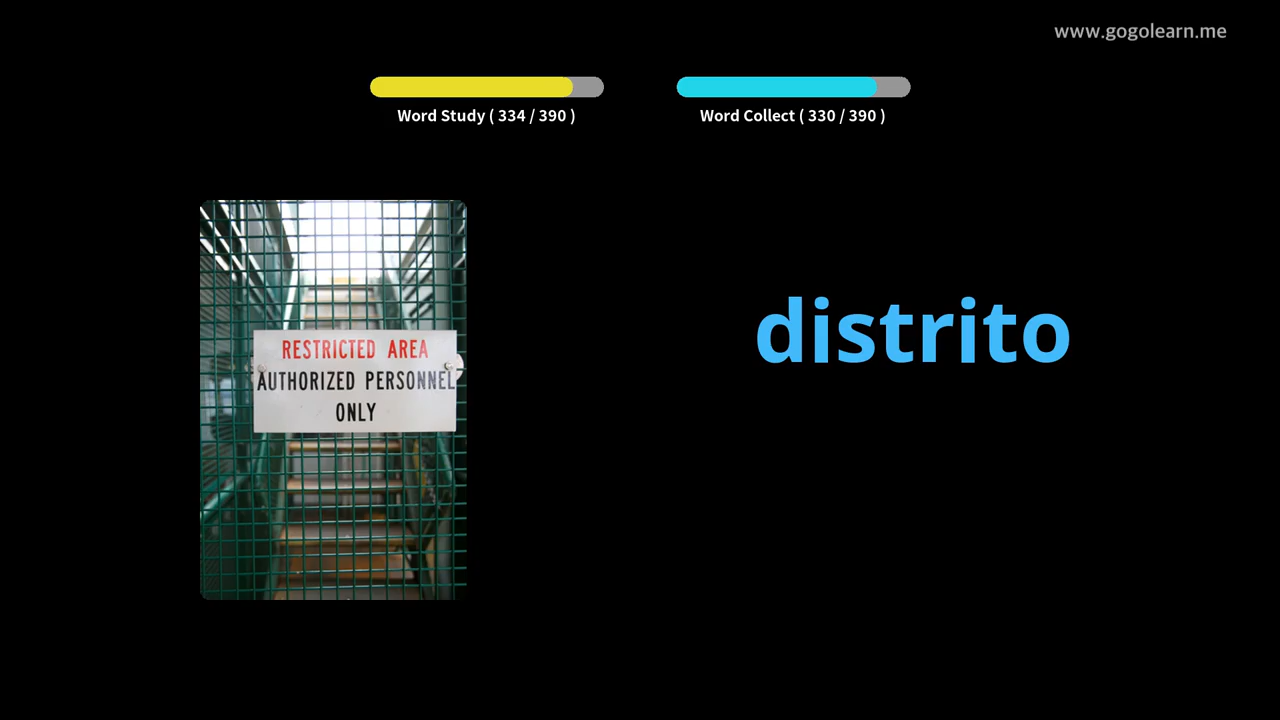 www.gogolearn.me
Word Study ( 334 / 390 )
Word Collect ( 330 / 390 )
RESTRICTED AREA
AUTHORIZED PERSONNEL
ONLY
distrito